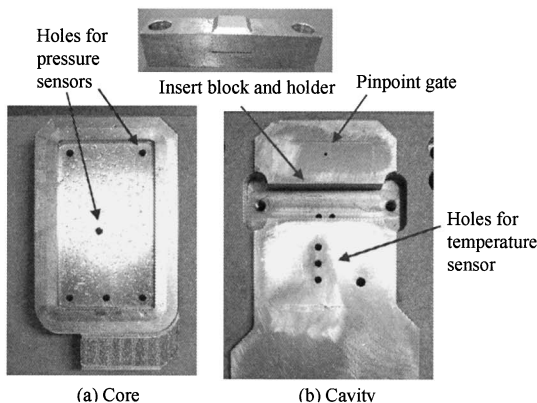 Holes for
pressure
sensors
Insert block and holder
Pinpoint gate
Holes for
temperature
sensor
(a) Core
(b) Cavity